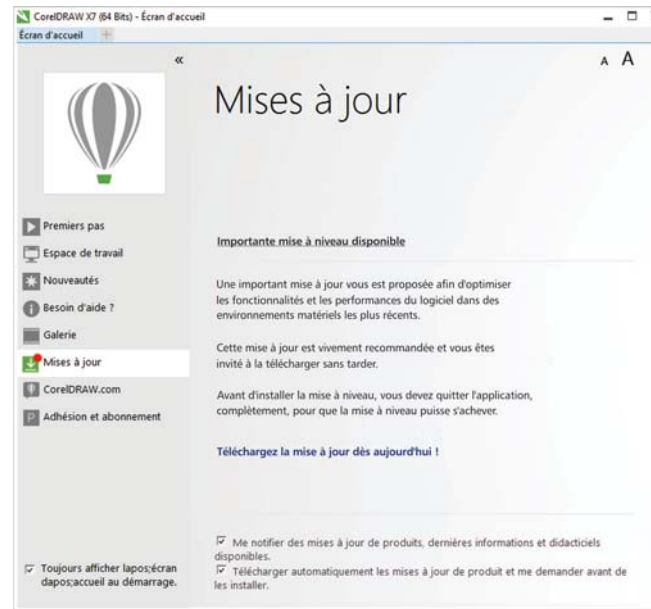 CorelDRAW X7 (64 Bits) - Écran d'accueil
Écran d'accueil
«
A A
Mises à jour
Premiers pas
Espace de travail
Nouveautés
Besoin d'aide ?
Galerie
Mises à jour
CorelDRAW.com
Adhésion et abonnement
Importante mise à niveau disponible
Une important mise à jour vous est proposée afin d'optimiser
les fonctionnalités et les performances du logiciel dans des
environnements matériels les plus récents.
Cette mise à jour est vivement recommandée et vous êtes
invité à la télécharger sans tarder.
Avant d'installer la mise à niveau, vous devez quitter l'application,
complètement, pour que la mise à niveau puisse s'achever.
Téléchargez la mise à jour dès aujourd'hui !
Me notifier des mises à jour de produits, dernières informations et didacticiels
disponibles.
Télécharger automatiquement les mises à jour de produit et me demander avant de
les installer.
Toujours afficher lapos;écran
dapos;accueil au démarrage.